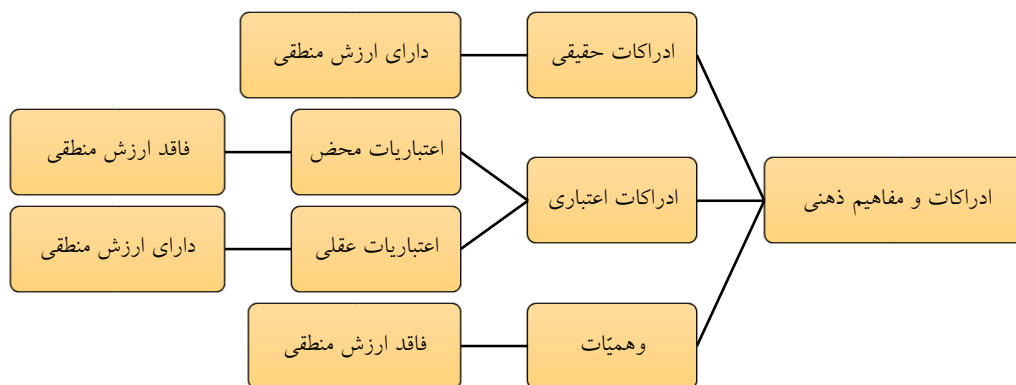 ادراکات و مفاهیم ذهنی
ادراکات حقیقی
دارای ارزش منطقی
ادراکات اعتباری
اعتباریات محض
فاقد ارزش منطقی
اعتباریات عقلی
دارای ارزش منطقی
وهمیّات
فاقد ارزش منطقی